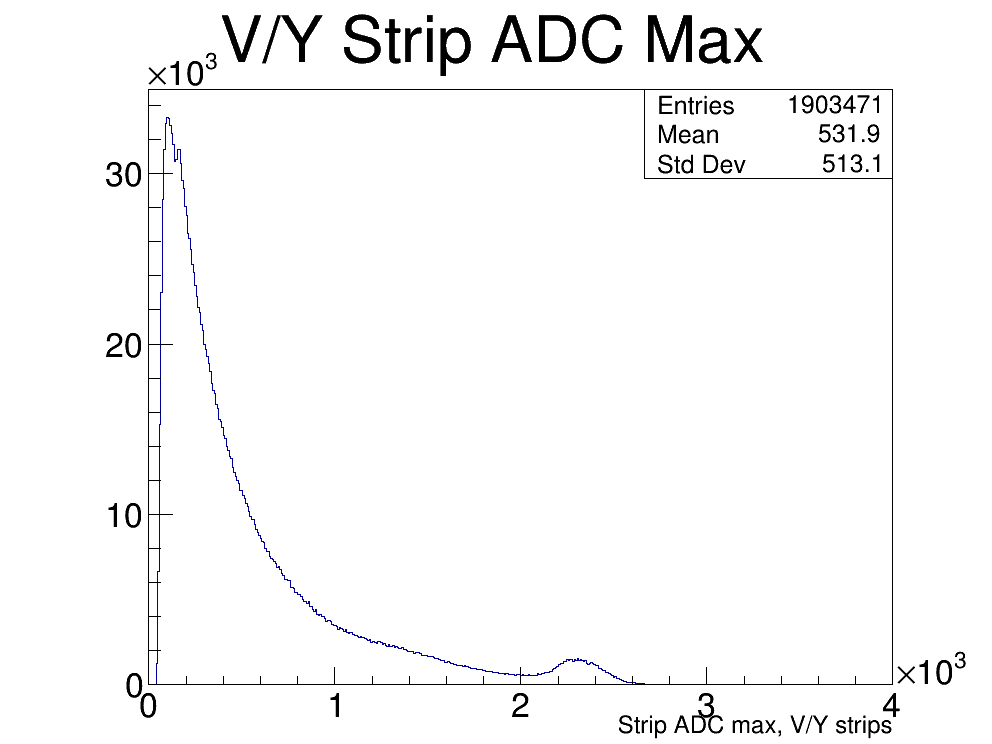 V/Y Strip ADC Max
×10³
Entries 1903471
Mean 531.9
Std Dev 513.1
30
20
10
0
0 1 2 3 4
×10³
Strip ADC max, V/Y strips